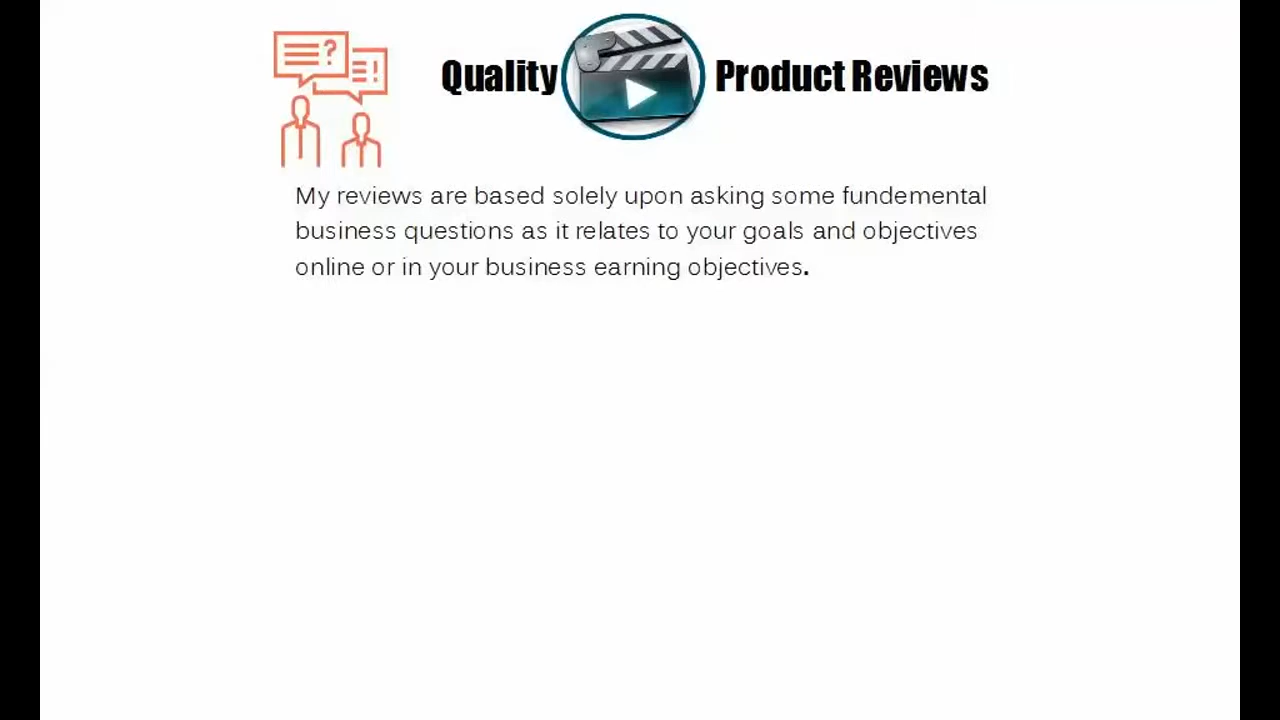 Quality Product Reviews
My reviews are based solely upon asking some fundemental
business questions as it relates to your goals and objectives
online or in your business earning objectives.